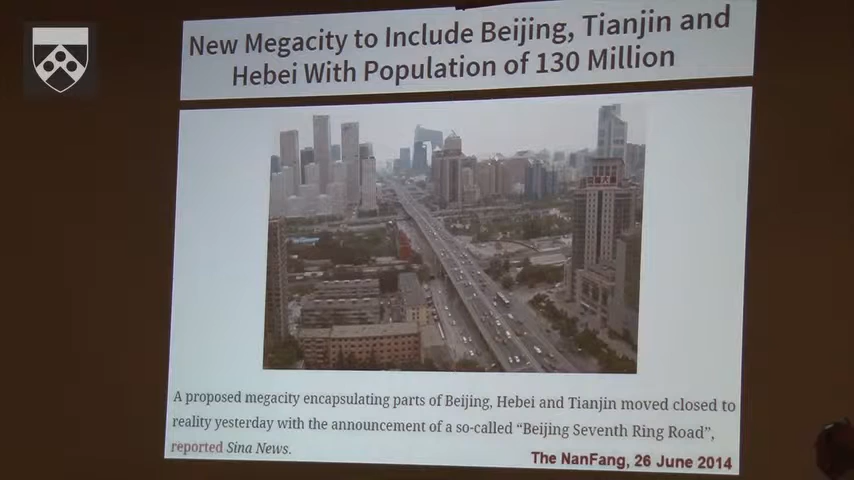 New Megacity to Include Beijing, Tianjin and
Hebei With Population of 130 Million
A proposed megacity encapsulating parts of Beijing, Hebei and Tianjin moved closed to
reality yesterday with the announcement of a so-called “Beijing Seventh Ring Road”,
reported Sina News.
The NanFang, 26 June 2014